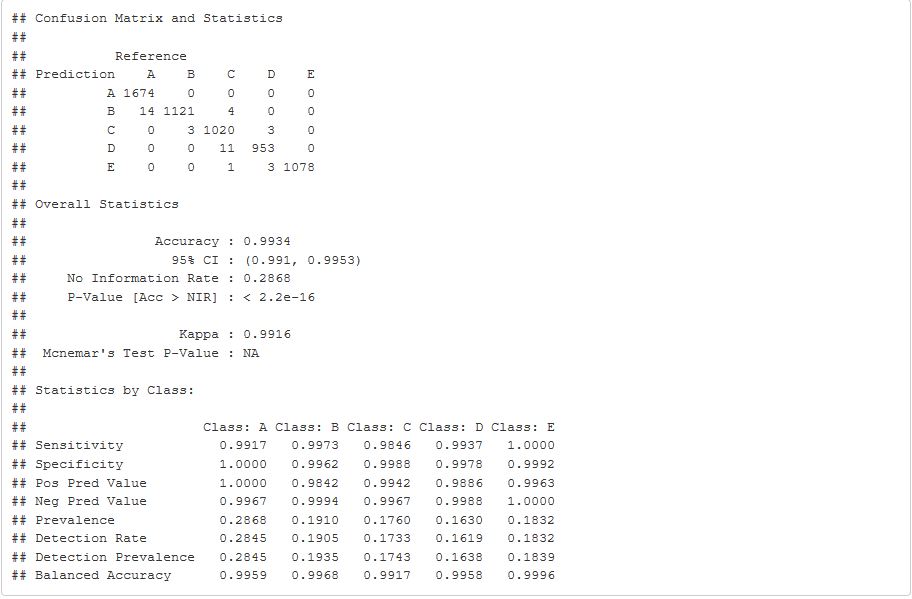 ## Confusion Matrix and Statistics
##
##           Reference
## Prediction    A    B    C    D    E
##          A 1674    0    0    0    0
##          B   14 1121    4    0    0
##          C    0    3 1020    3    0
##          D    0    0   11  953    0
##          E    0    0    1    3 1078
##
## Overall Statistics
##
##                Accuracy : 0.9934
##                  95% CI : (0.991, 0.9953)
##     No Information Rate : 0.2868
##     P-Value [Acc > NIR] : < 2.2e-16
##
##                   Kappa : 0.9916
##  Mcnemar's Test P-Value : NA
##
## Statistics by Class:
##
##                      Class: A Class: B Class: C Class: D Class: E
## Sensitivity            0.9917   0.9973   0.9846   0.9937   1.0000
## Specificity            1.0000   0.9962   0.9988   0.9978   0.9992
## Pos Pred Value         1.0000   0.9842   0.9942   0.9886   0.9963
## Neg Pred Value         0.9967   0.9994   0.9967   0.9988   1.0000
## Prevalence             0.2868   0.1910   0.1760   0.1630   0.1832
## Detection Rate         0.2845   0.1905   0.1733   0.1619   0.1832
## Detection Prevalence   0.2845   0.1935   0.1743   0.1638   0.1839
## Balanced Accuracy      0.9959   0.9968   0.9917   0.9958   0.9996